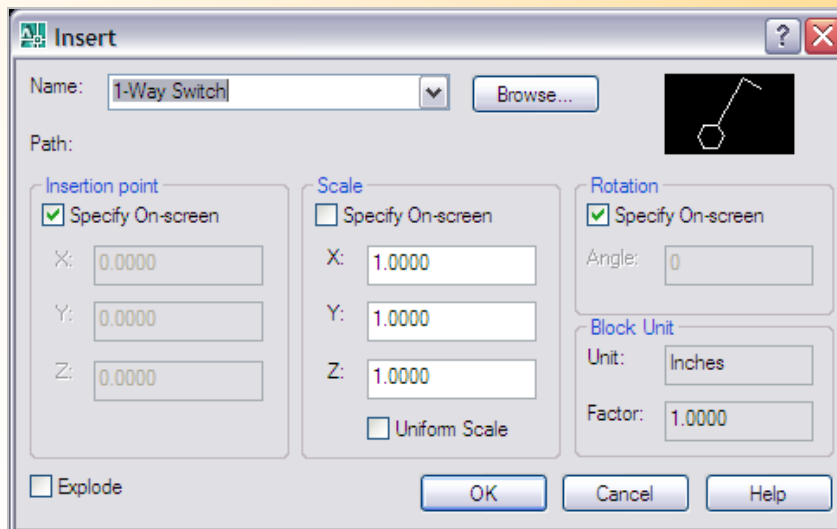 Insert
Name: 1-Way Switch Browse...
Path:
Insertion point Scale Rotation
Specify On-screen Specify On-screen Specify On-screen
X: 0.0000 X: 1.0000 Angle: 0
Y: 0.0000 Y: 1.0000 Block Unit
Unit: Inches
Z: 0.0000 Z: 1.0000
Uniform Scale Factor: 1.0000
Explode OK Cancel Help